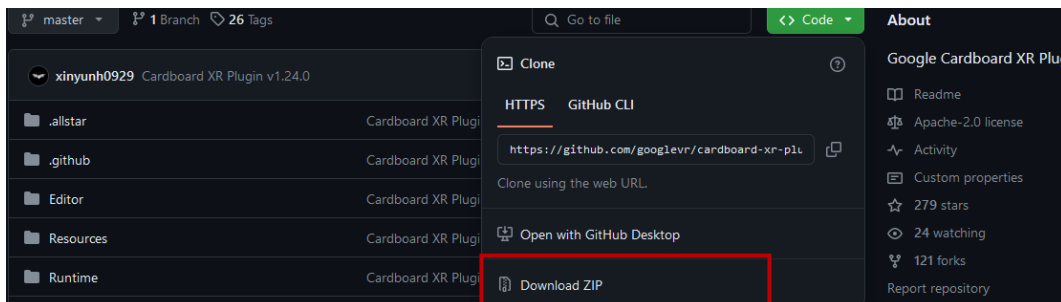 master 1 Branch 26 Tags Go to file Code About
Google Cardboard XR Plu
xinyunh0929 Cardboard XR Plugin v1.24.0
Clone
HTTPS GitHub CLI
https://github.com/googlevr/cardboard-xr-plu
Clone using the web URL.
Open with GitHub Desktop
Download ZIP
.allstar Cardboard XR Plugi
.github Cardboard XR Plugi
Editor Cardboard XR Plugi
Resources Cardboard XR Plugi
Runtime Cardboard XR Plugi
Readme
Apache-2.0 license
Activity
Custom properties
279 stars
24 watching
121 forks
Report repository